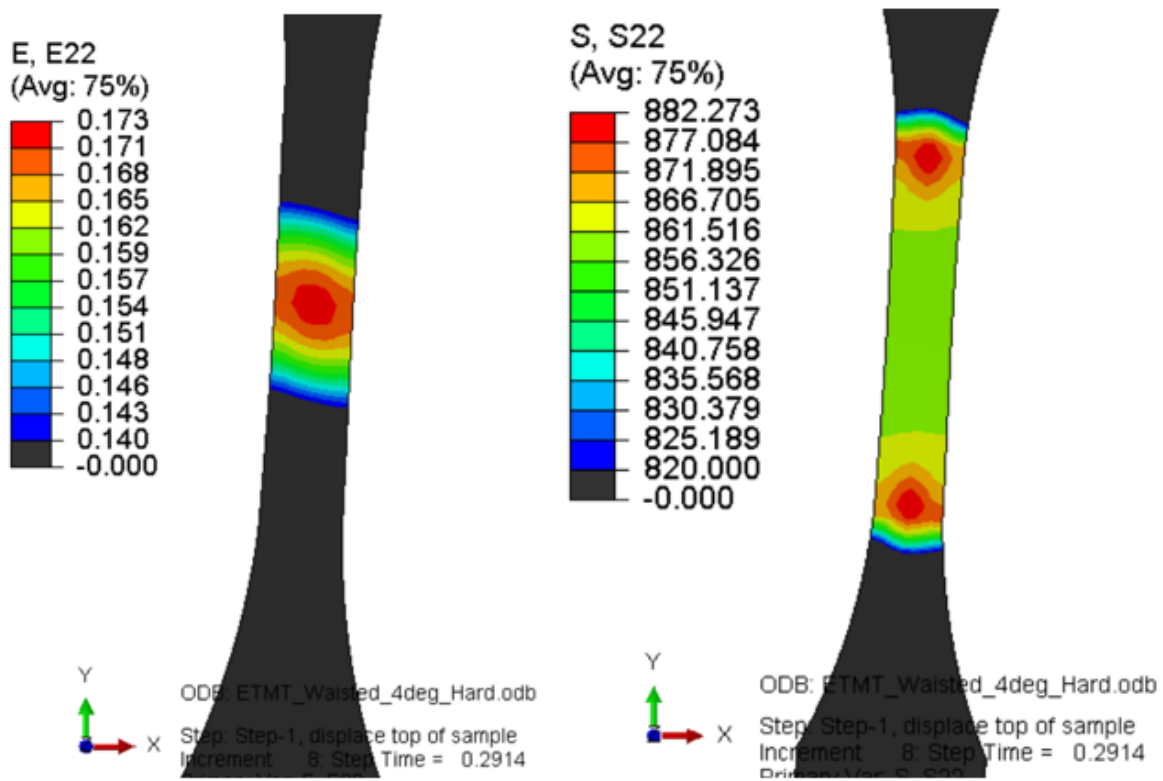 E, E22
(Avg: 75%)
0.173
0.171
0.168
0.165
0.162
0.159
0.157
0.154
0.151
0.148
0.146
0.143
0.140
-0.000
Y
X
ODB: ETMT_Waisted_4deg_Hard.odb
Step: Step-1, displace top of sample
Increment 8: Step Time = 0.2914
S, S22
(Avg: 75%)
882.273
877.084
871.895
866.705
861.516
856.326
851.137
845.947
840.758
835.568
830.379
825.189
820.000
-0.000
Y
X
ODB: ETMT_Waisted_4deg_Hard.odb
Step: Step-1, displace top of sample
Increment 8: Step Time = 0.2914
Primary Var: S, S22